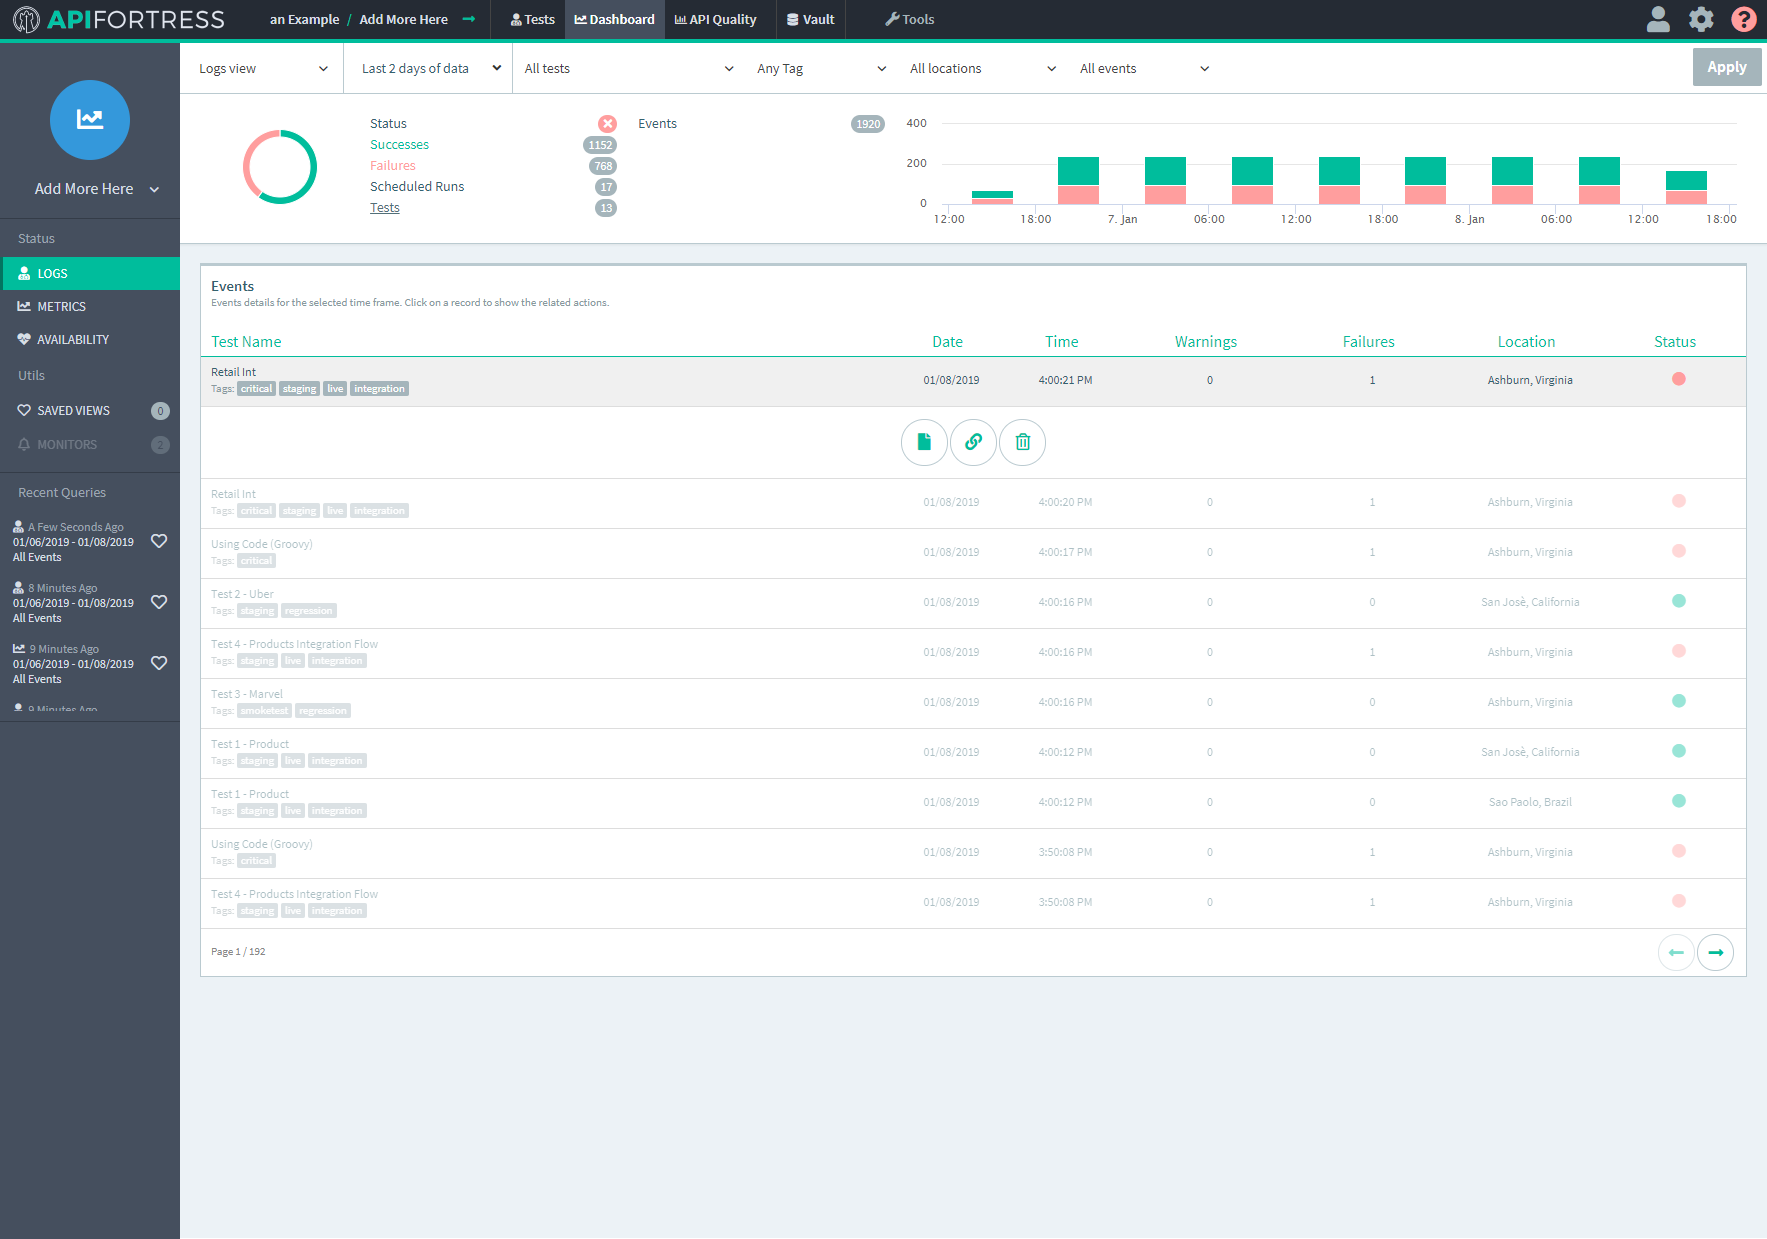 APIFORTRESS
an Example / Add More Here
Tests
Dashboard
API Quality
Vault
Tools
Add More Here
Status
LOGS
METRICS
AVAILABILITY
Utils
SAVED VIEWS 0
MONITORS 2
Recent Queries
A Few Seconds Ago
01/06/2019 - 01/08/2019
All Events
8 Minutes Ago
01/06/2019 - 01/08/2019
All Events
9 Minutes Ago
01/06/2019 - 01/08/2019
All Events
9 Minutes Ago
Logs view
Last 2 days of data
All tests
Any Tag
All locations
All events
Apply
Status
Successes 1152
Failures 768
Scheduled Runs 17
Tests 13
Events 1920
400
200
0
12:00 18:00 7. Jan 06:00 12:00 18:00 8. Jan 06:00 12:00 18:00
Events
Events details for the selected time frame. Click on a record to show the related actions.
Test Name Date Time Warnings Failures Location Status
Retail Int
Tags: critical staging live integration
01/08/2019 4:00:21 PM 0 1 Ashburn, Virginia
Retail Int
Tags: critical staging live integration
01/08/2019 4:00:20 PM 0 1 Ashburn, Virginia
Using Code (Groovy)
Tags: critical
01/08/2019 4:00:17 PM 0 1 Ashburn, Virginia
Test 2 - Uber
Tags: staging regression
01/08/2019 4:00:16 PM 0 0 San Josè, California
Test 4 - Products Integration Flow
Tags: staging live integration
01/08/2019 4:00:16 PM 0 1 Ashburn, Virginia
Test 3 - Marvel
Tags: smoketest regression
01/08/2019 4:00:16 PM 0 0 Ashburn, Virginia
Test 1 - Product
Tags: staging live integration
01/08/2019 4:00:12 PM 0 0 San Josè, California
Test 1 - Product
Tags: staging live integration
01/08/2019 4:00:12 PM 0 0 Sao Paolo, Brazil
Using Code (Groovy)
Tags: critical
01/08/2019 3:50:08 PM 0 1 Ashburn, Virginia
Test 4 - Products Integration Flow
Tags: staging live integration
01/08/2019 3:50:08 PM 0 1 Ashburn, Virginia
Page 1 / 192